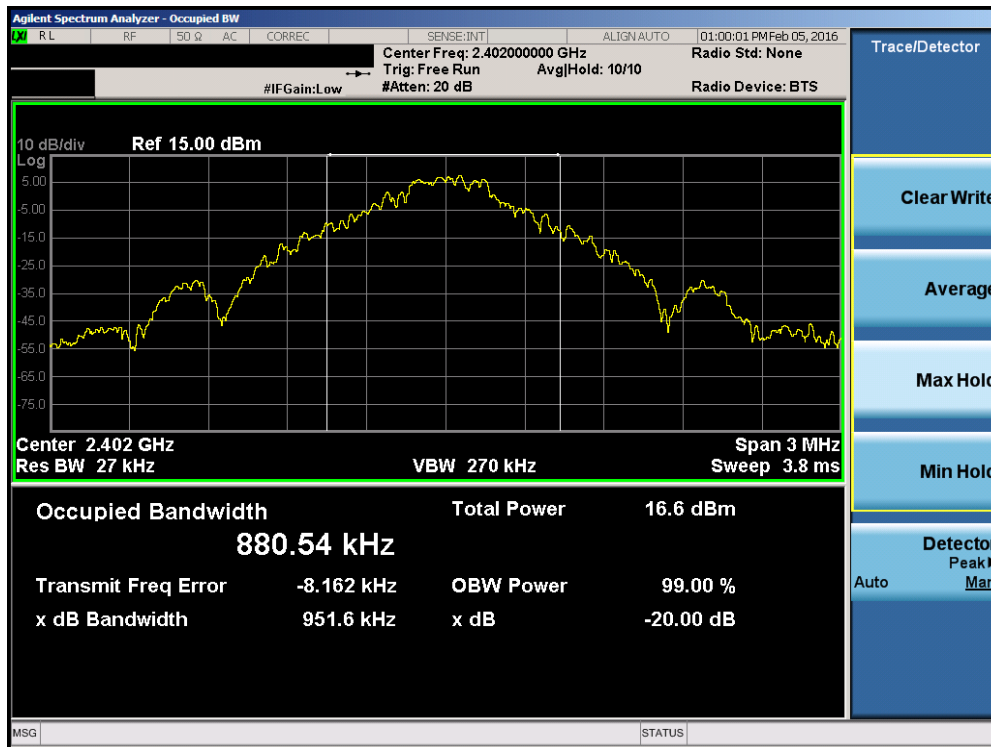 Agilent Spectrum Analyzer - Occupied BW
LXI RL RF 50 Ω AC CORREC SENSE:INT ALIGN AUTO 01:00:01 PM Feb 05, 2016
Center Freq: 2.402000000 GHz Radio Std: None
Trig: Free Run Avg|Hold: 10/10
#IFGain:Low #Atten: 20 dB Radio Device: BTS
10 dB/div Ref 15.00 dBm
Log
5.00
-5.00
-15.0
-25.0
-35.0
-45.0
-55.0
-65.0
-75.0
Center 2.402 GHz Span 3 MHz
Res BW 27 kHz VBW 270 kHz Sweep 3.8 ms
Occupied Bandwidth Total Power 16.6 dBm
880.54 kHz
Transmit Freq Error -8.162 kHz OBW Power 99.00 %
x dB Bandwidth 951.6 kHz x dB -20.00 dB
MSG STATUS
Trace/Detector
Clear Write
Average
Max Hold
Min Hold
Detector
Peak
Auto Man